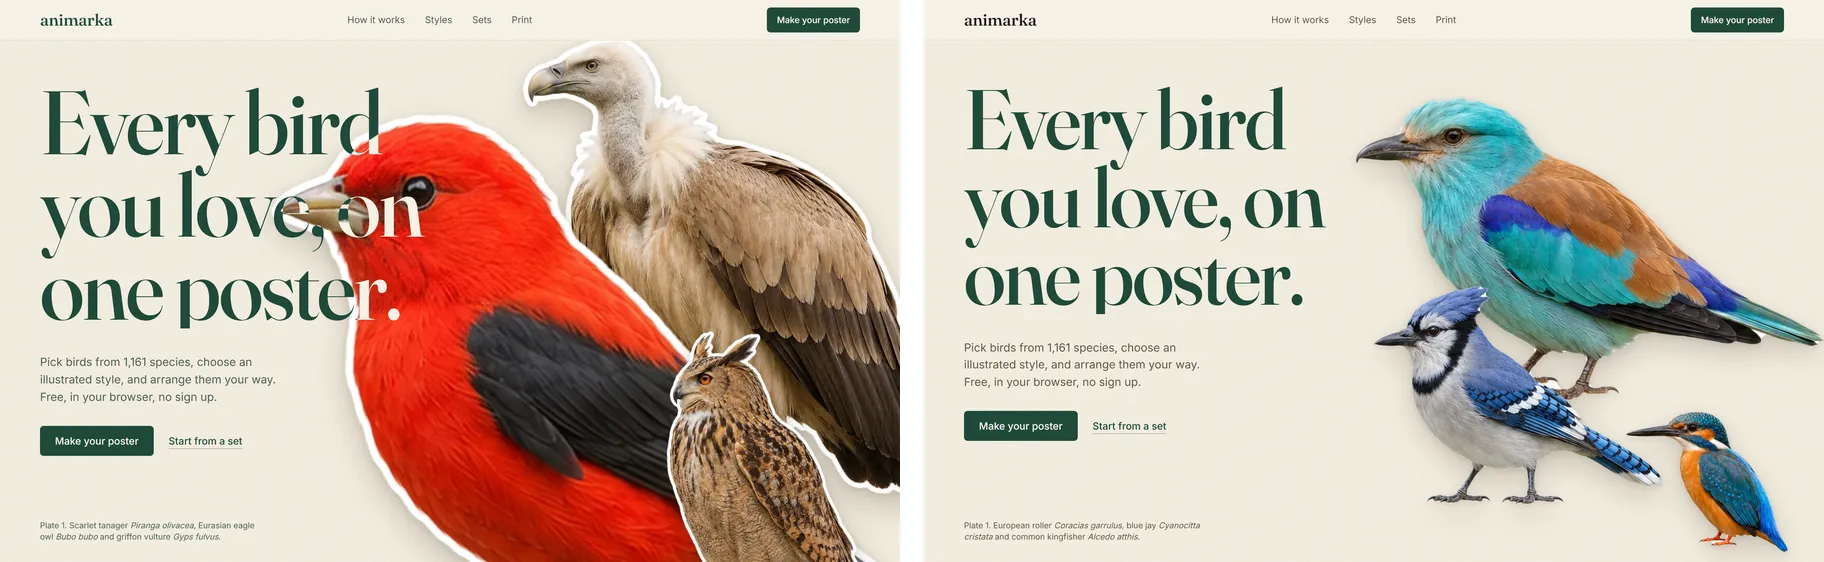 animarka
How it works Styles Sets Print
Make your poster
Every bird
you love, on
one poster.
Pick birds from 1,161 species, choose an
illustrated style, and arrange them your way.
Free, in your browser, no sign up.
Make your poster Start from a set
Plate 1. Scarlet tanager Piranga olivacea, Eurasian eagle
owl Bubo bubo and griffon vulture Gyps fulvus.
animarka
How it works Styles Sets Print
Make your poster
Every bird
you love, on
one poster.
Pick birds from 1,161 species, choose an
illustrated style, and arrange them your way.
Free, in your browser, no sign up.
Make your poster Start from a set
Plate 1. European roller Coracias garrulus, blue jay Cyanocitta
cristata and common kingfisher Alcedo atthis.